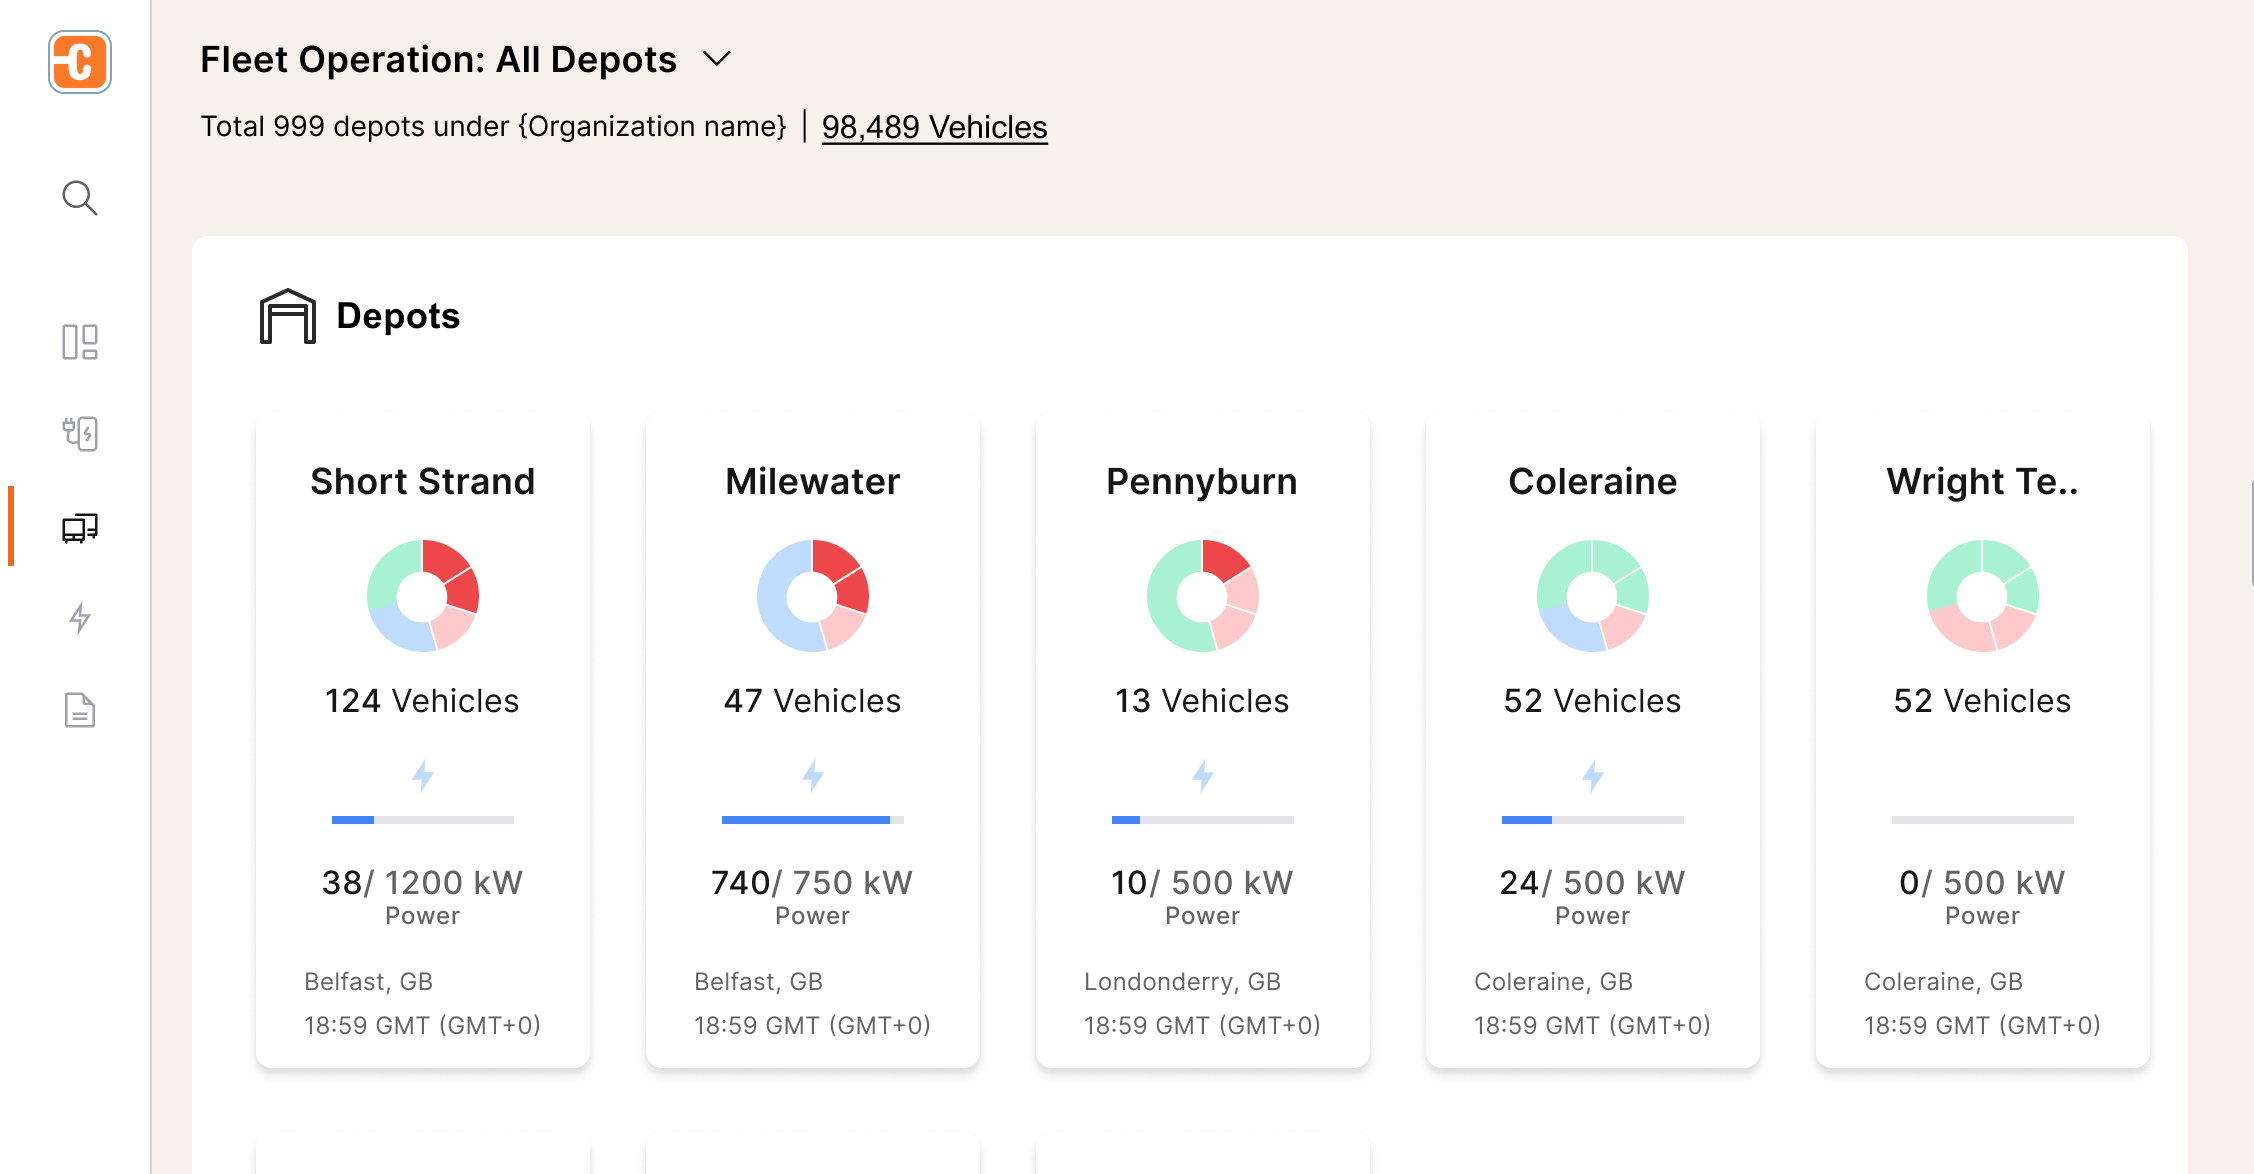 Fleet Operation: All Depots
Total 999 depots under {Organization name} | 98,489 Vehicles
Depots
Short Strand
124 Vehicles
38/ 1200 kW
Power
Belfast, GB
18:59 GMT (GMT+0)
Milewater
47 Vehicles
740/ 750 kW
Power
Belfast, GB
18:59 GMT (GMT+0)
Pennyburn
13 Vehicles
10/ 500 kW
Power
Londonderry, GB
18:59 GMT (GMT+0)
Coleraine
52 Vehicles
24/ 500 kW
Power
Coleraine, GB
18:59 GMT (GMT+0)
Wright Te..
52 Vehicles
0/ 500 kW
Power
Coleraine, GB
18:59 GMT (GMT+0)